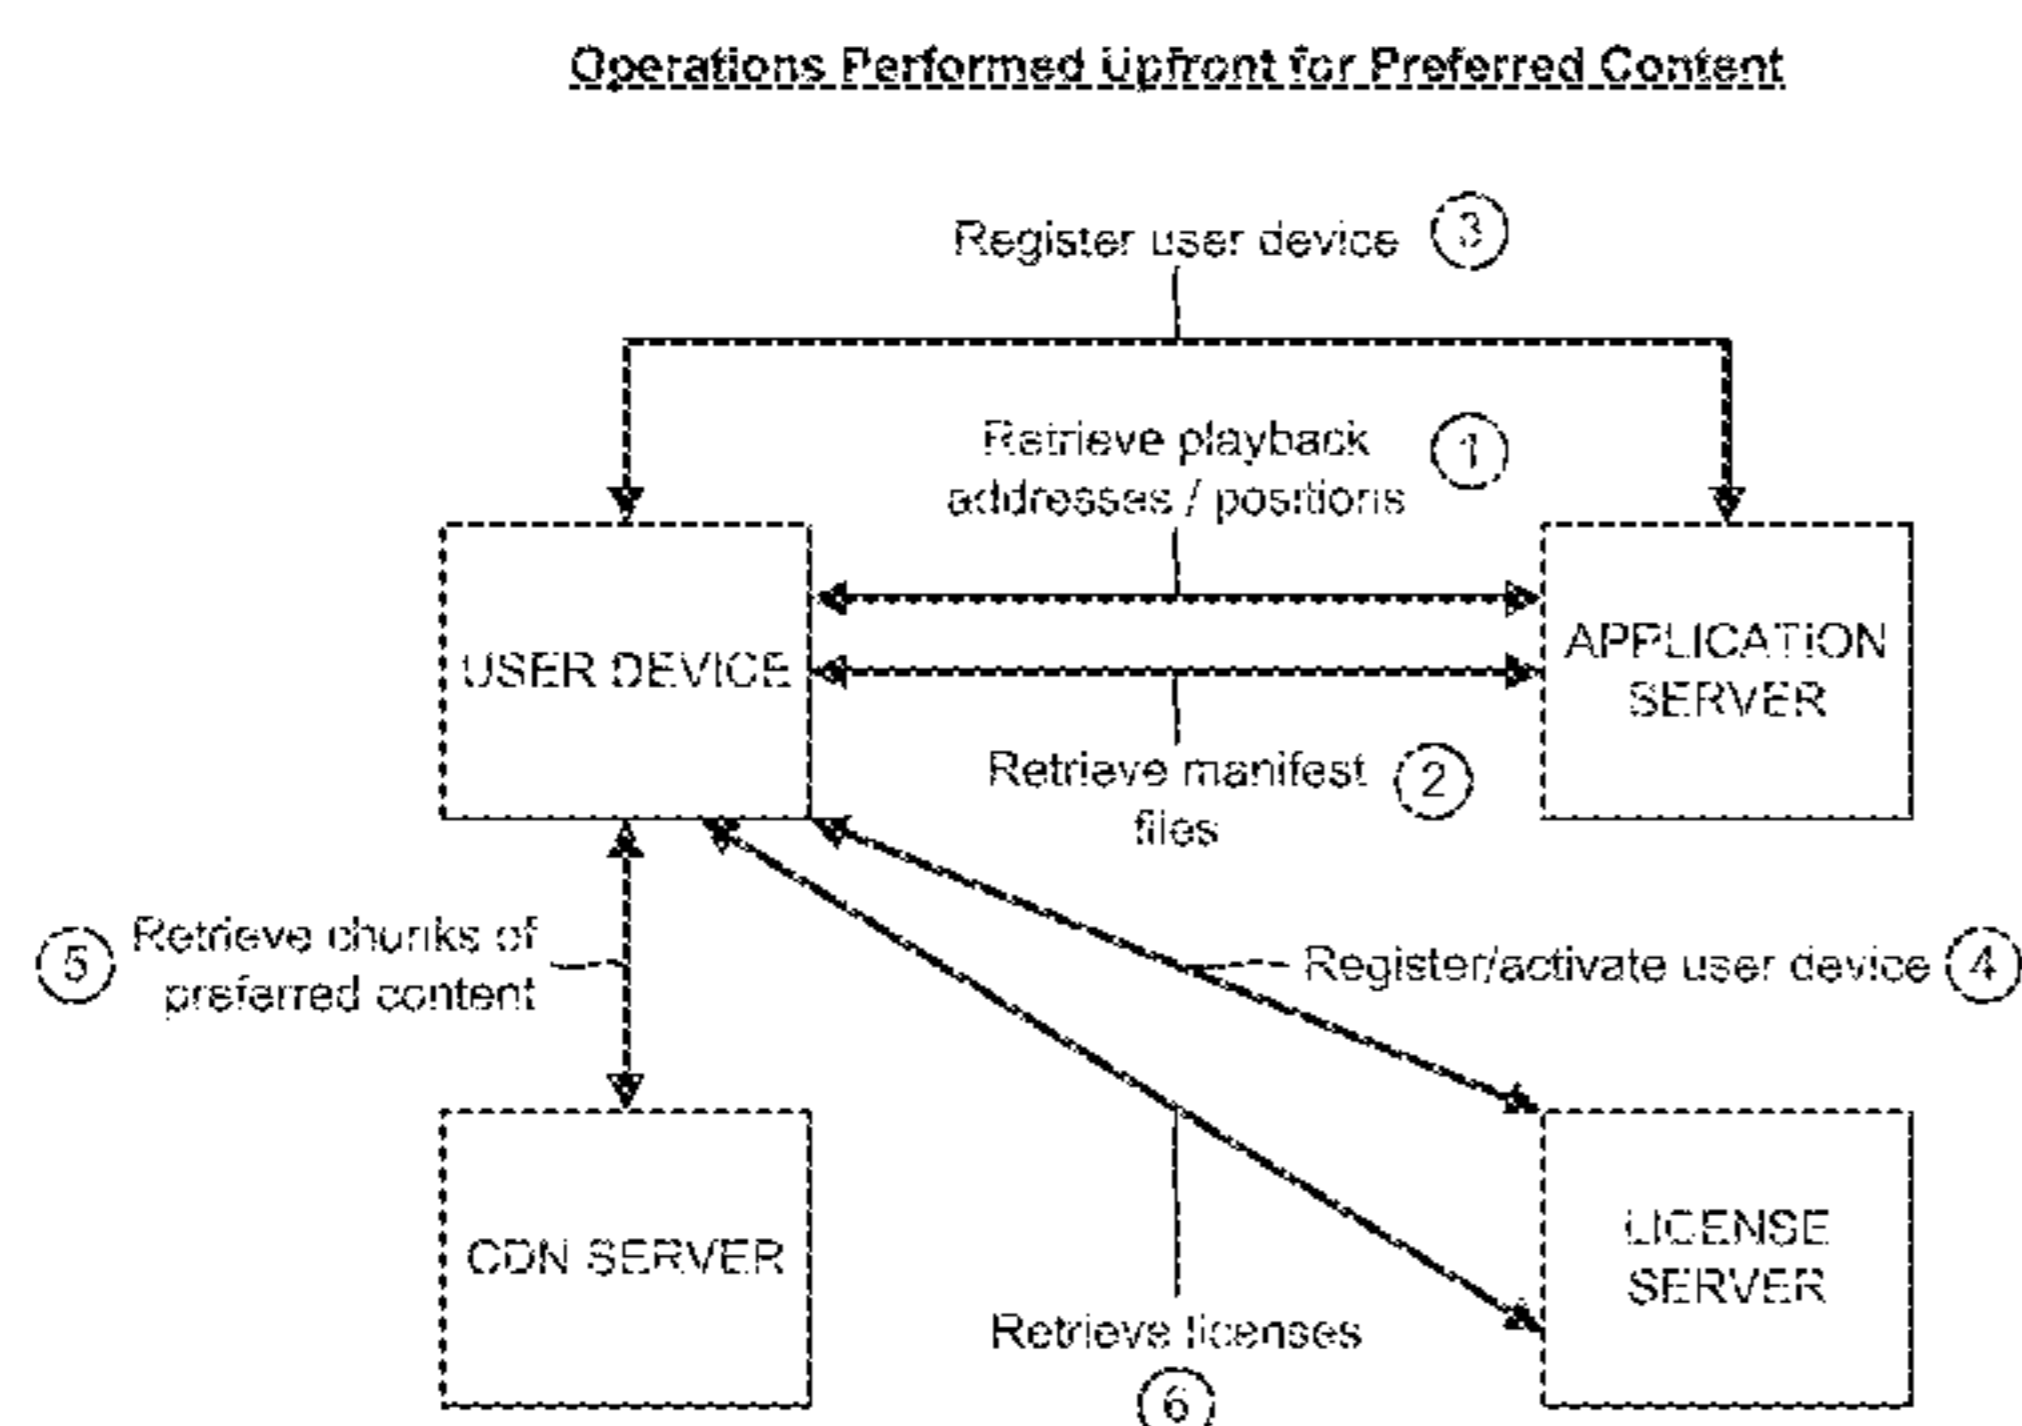 Operations Performed Upfront for Preferred Content
Register user device 3
Retrieve playback 1
addresses / positions
USER DEVICE
APPLICATION
SERVER
Retrieve manifest 2
files
5 Retrieve chunks of
preferred content
Register/activate user device 4
CDN SERVER
LICENSE
SERVER
Retrieve licenses
6